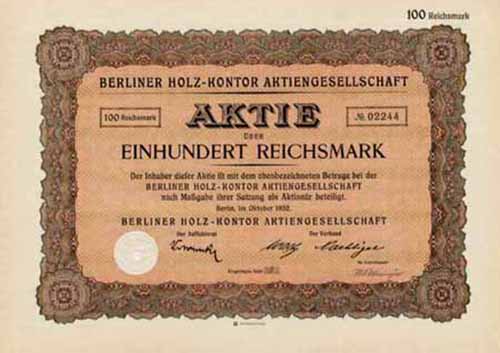 100 Reichsmark
BERLINER HOLZ-KONTOR AKTIENGESELLSCHAFT
100 Reichsmark
AKTIE
№ 02244
ÜBER
EINHUNDERT REICHSMARK
Der Inhaber dieser Aktie ist mit dem obenbezeichneten Betrage bei der
BERLINER HOLZ-KONTOR AKTIENGESELLSCHAFT
nach Maßgabe ihrer Satzung als Aktionär beteiligt.
Berlin, im Oktober 1932.
BERLINER HOLZ-KONTOR AKTIENGESELLSCHAFT
Der Aufsichtsrat
Der Vorstand
100 Reichsmark